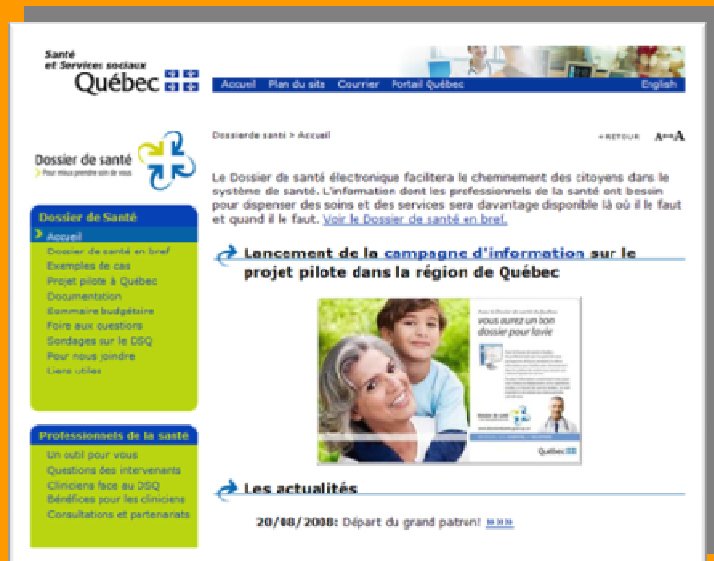 Santé
et Services sociaux
Québec
Accueil Plan du site Courrier Portail Québec English
Dossier de santé
Pour mieux prendre soin de vous
Dossier de santé > Accueil
RETOUR
Le Dossier de santé électronique facilitera le cheminement des citoyens dans le
système de santé. L'information dont les professionnels de la santé ont besoin
pour dispenser des soins et des services sera davantage disponible là où il le faut
et quand il le faut. Voir le Dossier de santé en bref.
Dossier de Santé
Accueil
Dossier de santé en bref
Exemples de cas
Projet pilote à Québec
Documentation
Sommaire budgétaire
Foire aux questions
Sondages sur le DSQ
Pour nous joindre
Liens utiles
Lancement de la campagne d'information sur le
projet pilote dans la région de Québec
vous aurez un bon
dossier pour la vie
Dossier de santé
Québec
Professionnels de la santé
Un outil pour vous
Questions des intervenants
Cliniciens face au DSQ
Bénéfices pour les cliniciens
Consultations et partenariats
Les actualités
20/08/2008: Départ du grand patron! »»»